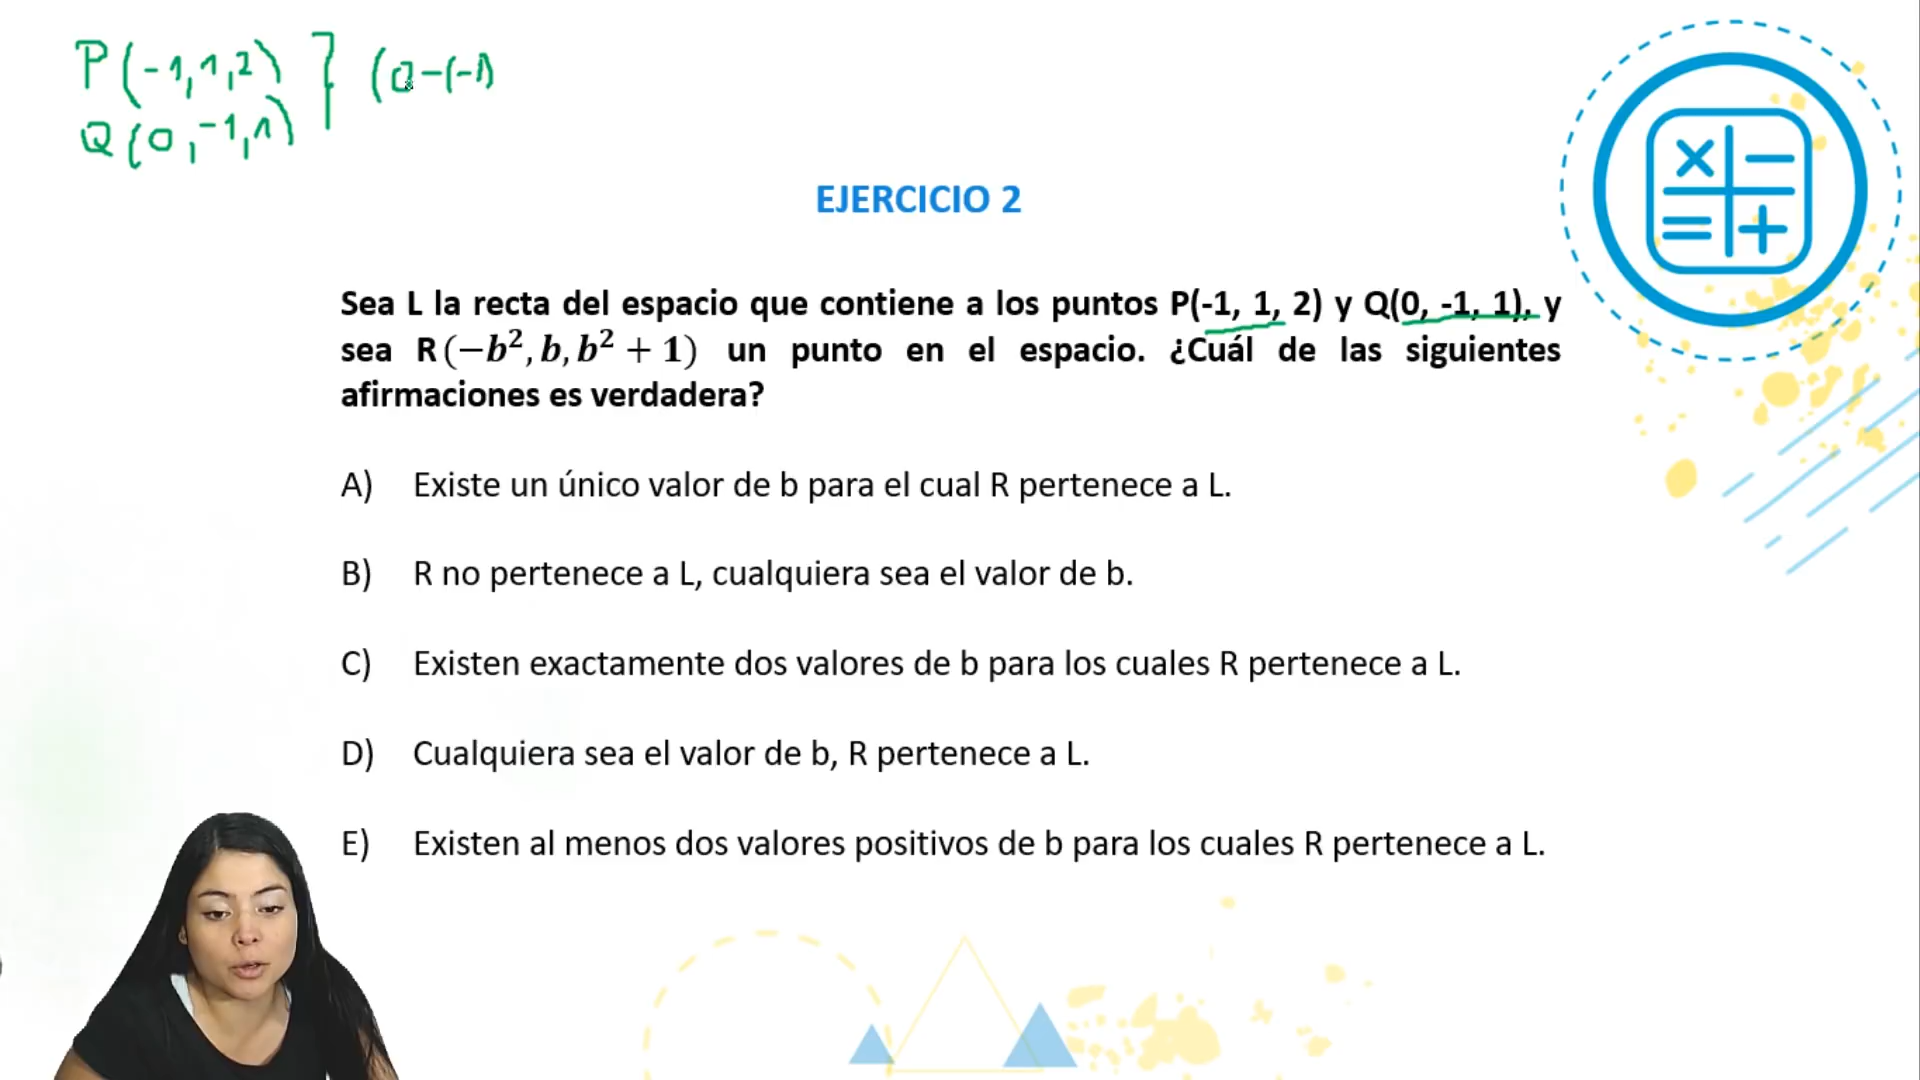 P(-1,1,2) } (0-(-1)
Q(0,-1,1)
EJERCICIO 2
Sea L la recta del espacio que contiene a los puntos P(-1, 1, 2) y Q(0, -1, 1), y
sea R(−b², b, b² + 1) un punto en el espacio. ¿Cuál de las siguientes
afirmaciones es verdadera?
A) Existe un único valor de b para el cual R pertenece a L.
B) R no pertenece a L, cualquiera sea el valor de b.
C) Existen exactamente dos valores de b para los cuales R pertenece a L.
D) Cualquiera sea el valor de b, R pertenece a L.
E) Existen al menos dos valores positivos de b para los cuales R pertenece a L.